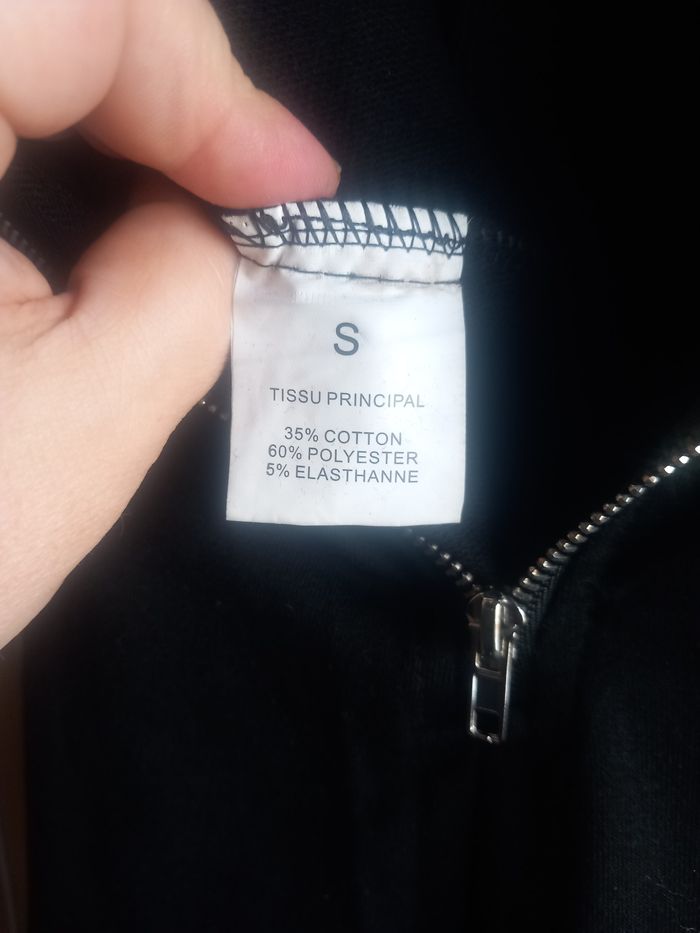 S
TISSU PRINCIPAL
35% COTTON
60% POLYESTER
5% ELASTHANNE